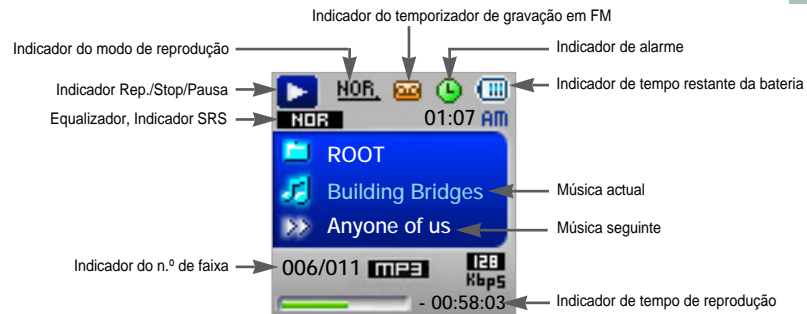 Indicador do temporizador de gravação em FM
Indicador do modo de reprodução
Indicador de alarme
Indicador Rep./Stop/Pausa
NOR.
Indicador de tempo restante da bateria
Equalizador, Indicador SRS
NOR
01:07 AM
ROOT
Building Bridges
Música actual
Anyone of us
Música seguinte
Indicador do n.º de faixa
006/011 MP3
128
Kbps
- 00:58:03
Indicador de tempo de reprodução